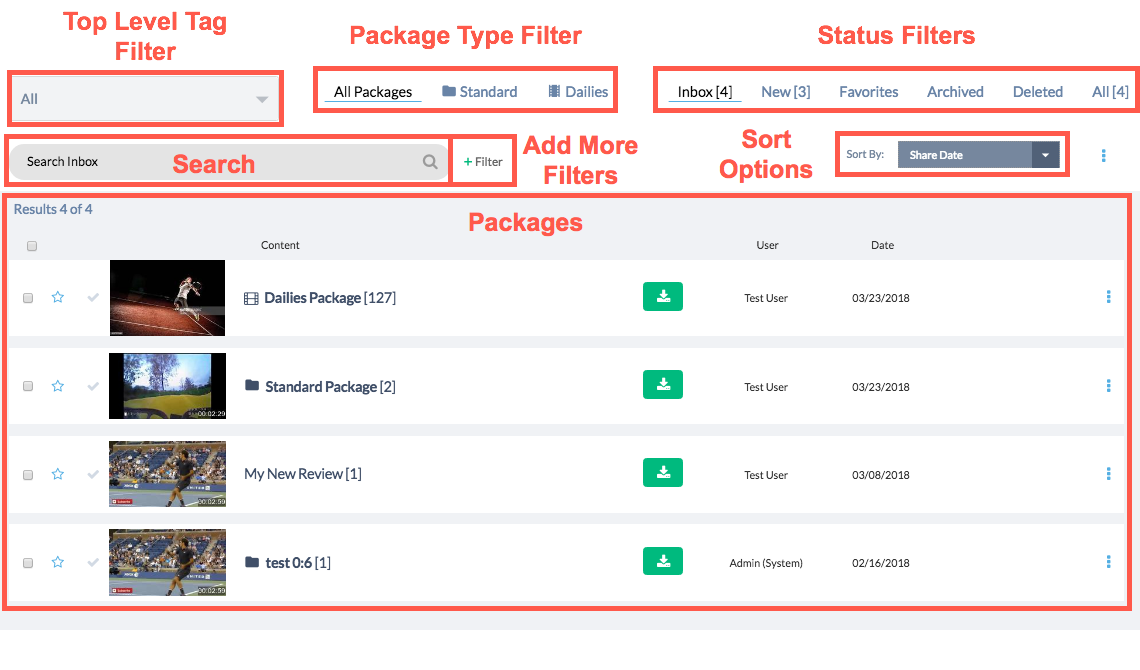 Top Level Tag
Filter
Package Type Filter
Status Filters
All
All Packages
Standard
Dailies
Inbox [4]
New [3]
Favorites
Archived
Deleted
All [4]
Search Inbox
Search
+ Filter
Add More
Filters
Sort
Options
Sort By:
Share Date
Results 4 of 4
Packages
Content
User
Date
Dailies Package [127]
Test User
03/23/2018
00:02:29
Standard Package [2]
Test User
03/23/2018
My New Review [1]
Test User
03/08/2018
00:02:59
test 0:6 [1]
Admin (System)
02/16/2018
00:02:59